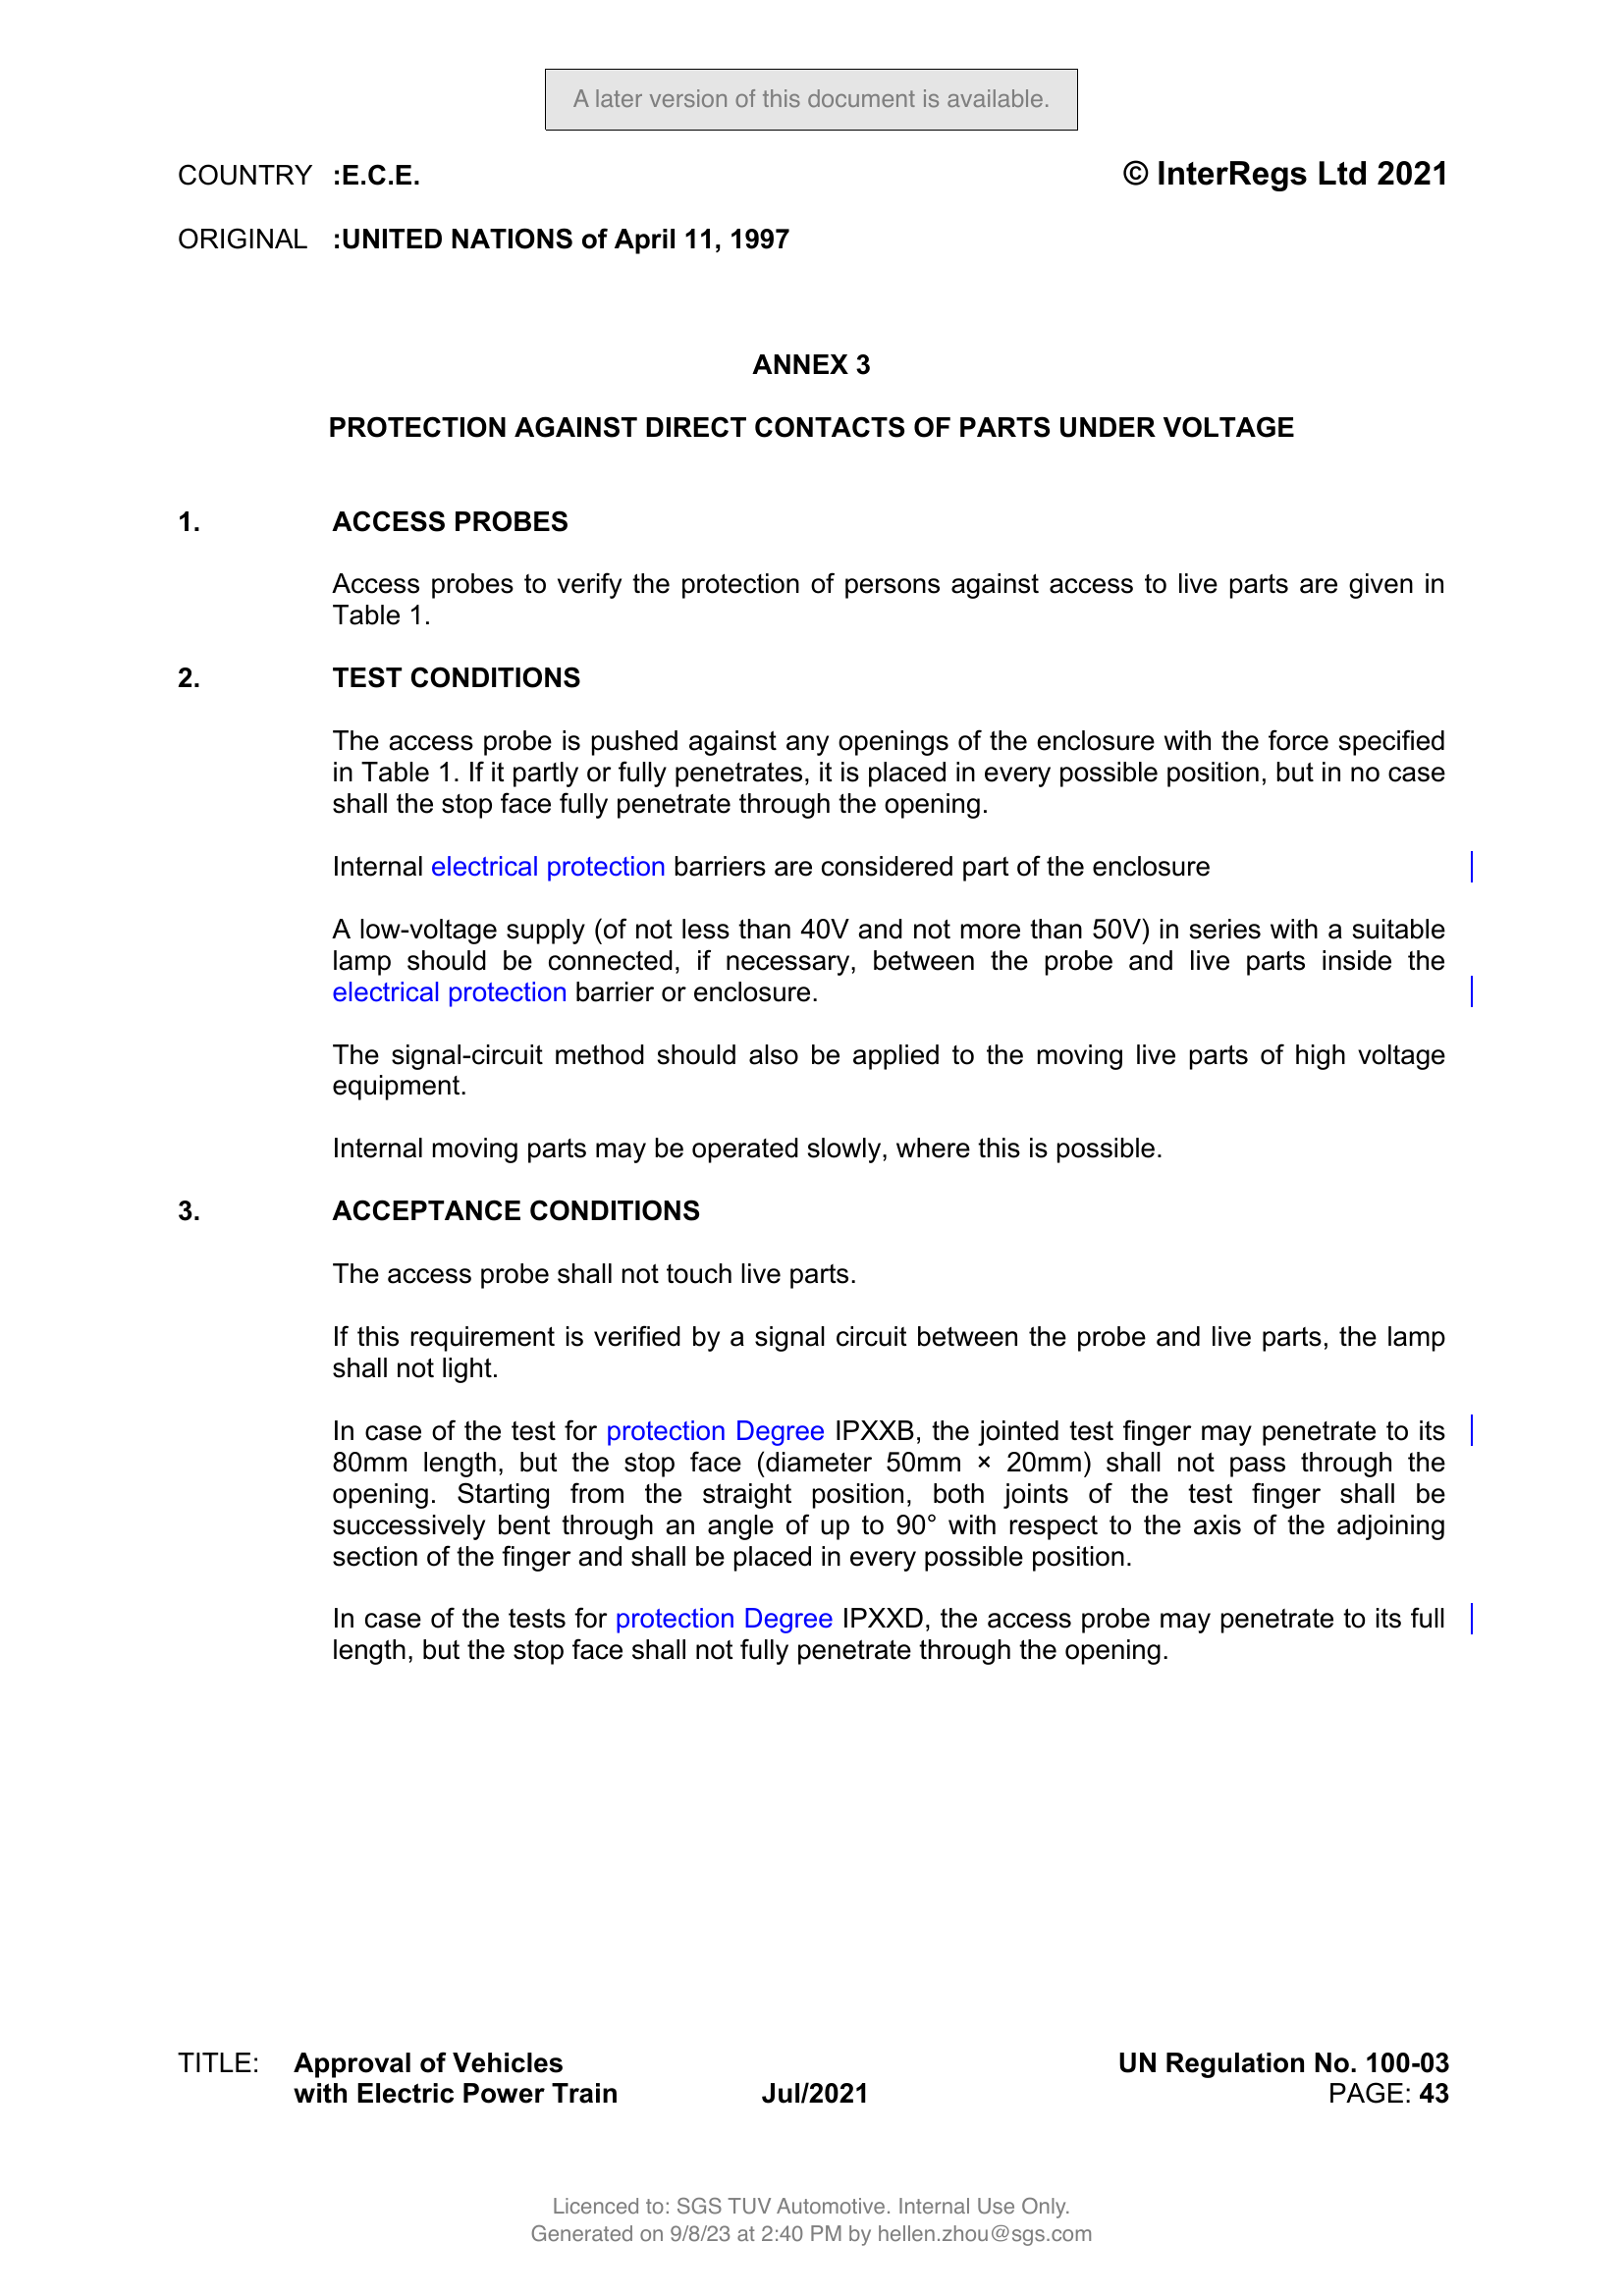 A later version of this document is available.
COUNTRY :E.C.E. © InterRegs Ltd 2021
ORIGINAL :UNITED NATIONS of April 11, 1997
ANNEX 3
PROTECTION AGAINST DIRECT CONTACTS OF PARTS UNDER VOLTAGE
1. ACCESS PROBES
Access probes to verify the protection of persons against access to live parts are given in
Table 1.
2. TEST CONDITIONS
The access probe is pushed against any openings of the enclosure with the force specified
in Table 1. If it partly or fully penetrates, it is placed in every possible position, but in no case
shall the stop face fully penetrate through the opening.
Internal electrical protection barriers are considered part of the enclosure
A low-voltage supply (of not less than 40V and not more than 50V) in series with a suitable
lamp should be connected, if necessary, between the probe and live parts inside the
electrical protection barrier or enclosure.
The signal-circuit method should also be applied to the moving live parts of high voltage
equipment.
Internal moving parts may be operated slowly, where this is possible.
3. ACCEPTANCE CONDITIONS
The access probe shall not touch live parts.
If this requirement is verified by a signal circuit between the probe and live parts, the lamp
shall not light.
In case of the test for protection Degree IPXXB, the jointed test finger may penetrate to its
80mm length, but the stop face (diameter 50mm × 20mm) shall not pass through the
opening. Starting from the straight position, both joints of the test finger shall be
successively bent through an angle of up to 90° with respect to the axis of the adjoining
section of the finger and shall be placed in every possible position.
In case of the tests for protection Degree IPXXD, the access probe may penetrate to its full
length, but the stop face shall not fully penetrate through the opening.
TITLE: Approval of Vehicles UN Regulation No. 100-03
with Electric Power Train Jul/2021 PAGE: 43
Licenced to: SGS TUV Automotive. Internal Use Only.
Generated on 9/8/23 at 2:40 PM by hellen.zhou@sgs.com